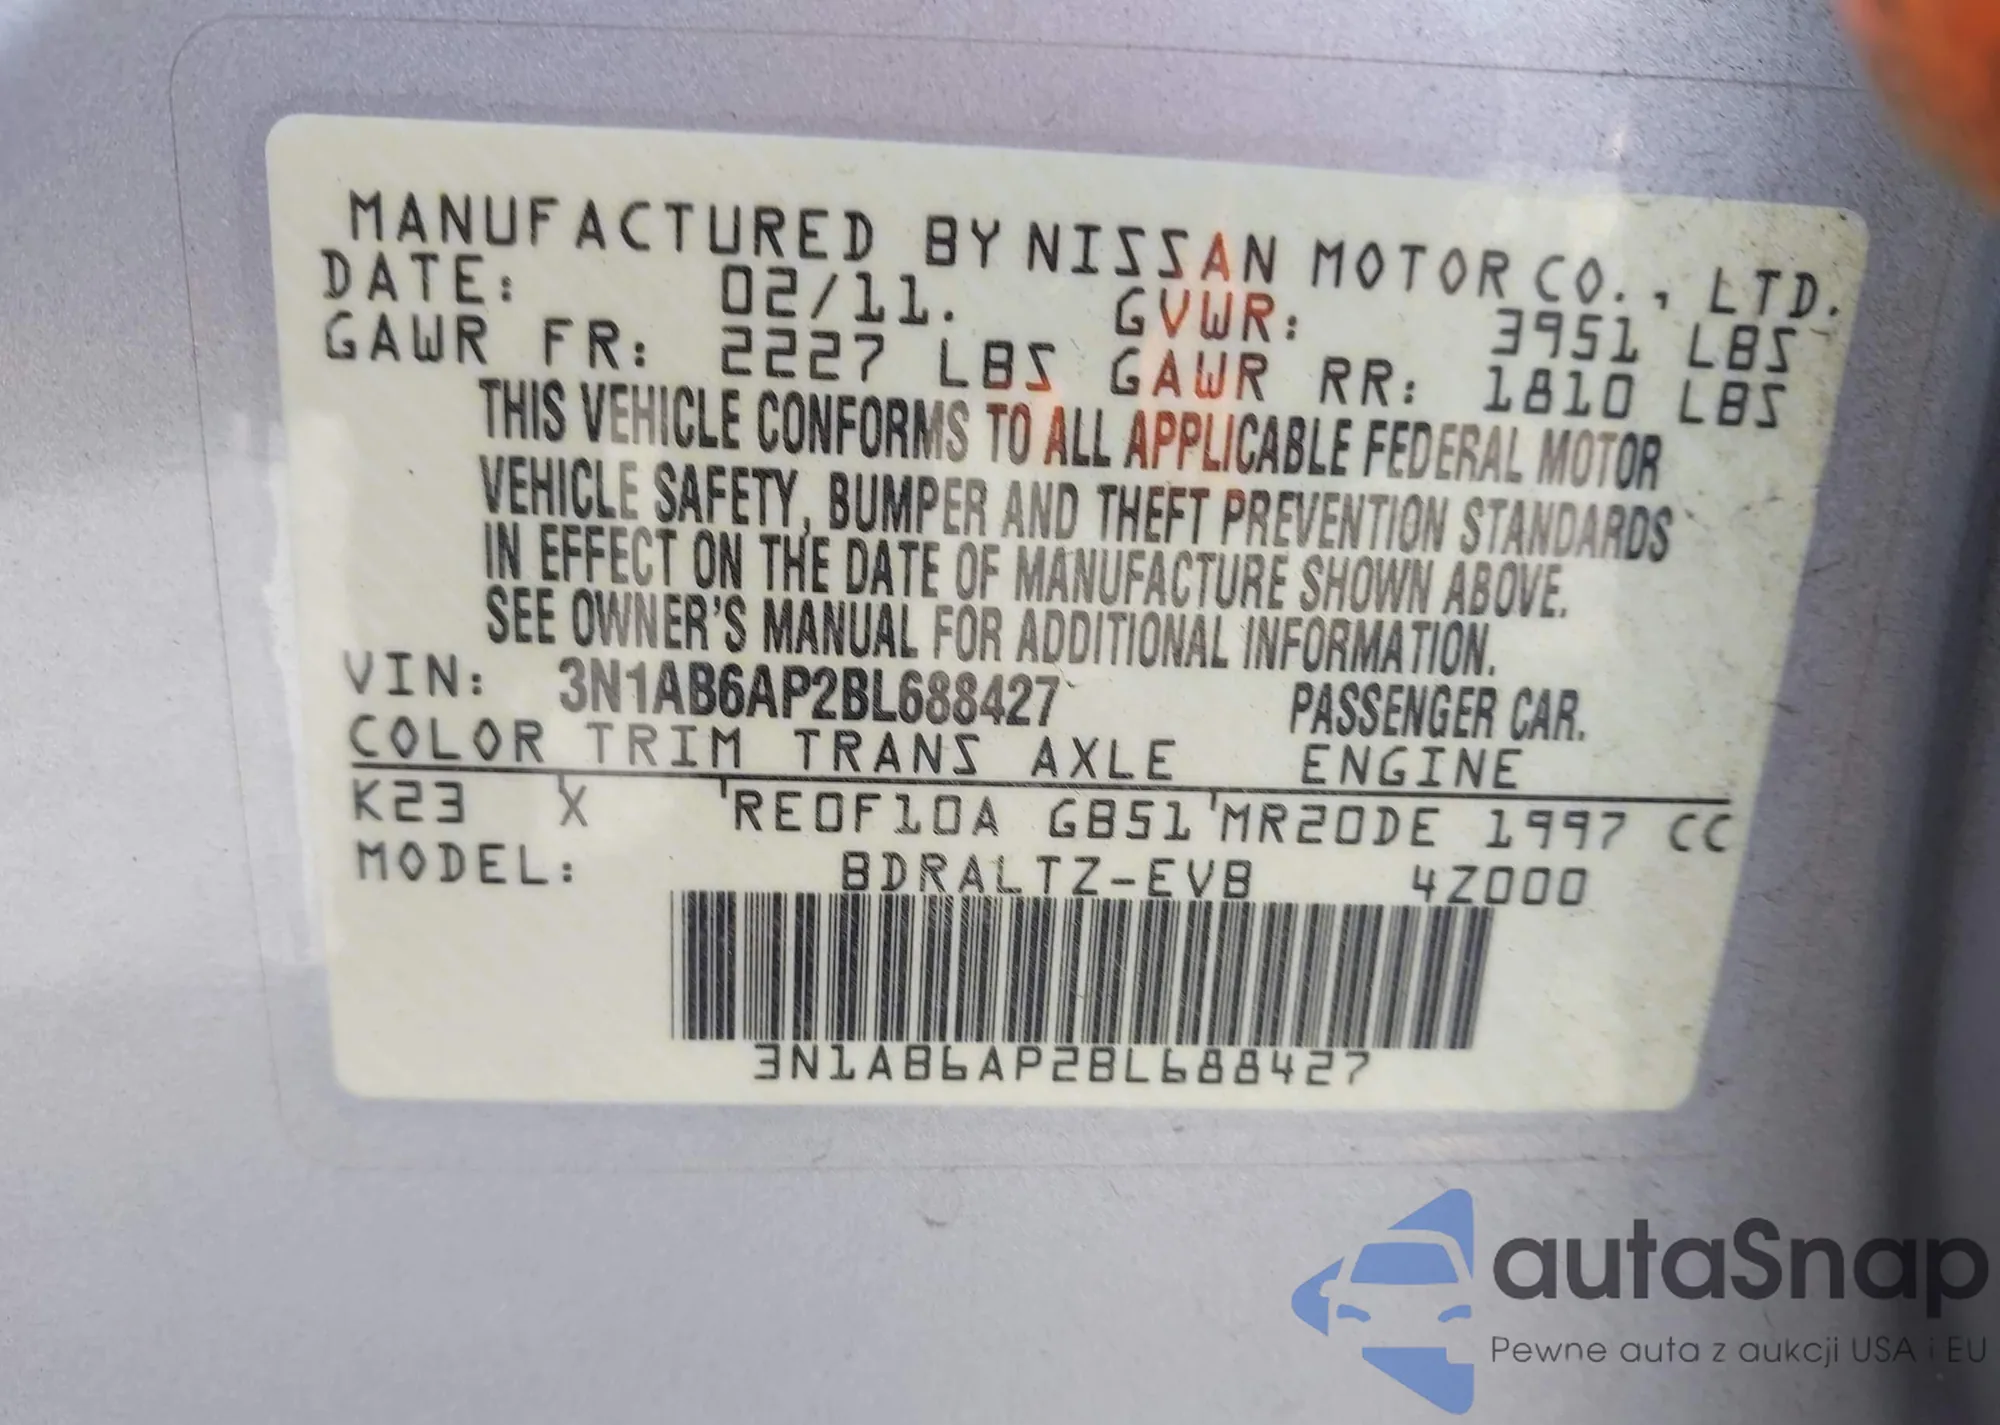 MANUFACTURED BY NISSAN MOTOR CO., LTD.
DATE: 02/11. GVWR: 3951 LBS
GAWR FR: 2227 LBS GAWR RR: 1810 LBS
THIS VEHICLE CONFORMS TO ALL APPLICABLE FEDERAL MOTOR
VEHICLE SAFETY, BUMPER AND THEFT PREVENTION STANDARDS
IN EFFECT ON THE DATE OF MANUFACTURE SHOWN ABOVE.
SEE OWNER'S MANUAL FOR ADDITIONAL INFORMATION.
VIN: 3N1AB6AP2BL688427 PASSENGER CAR.
COLOR TRIM TRANS AXLE ENGINE
K23 X RE0F10A GB51 MR20DE 1997 CC
MODEL: BDRALTZ-EVB 4Z000
3N1AB6AP2BL688427
autaSnap
Pewne auta z aukcji USA i EU